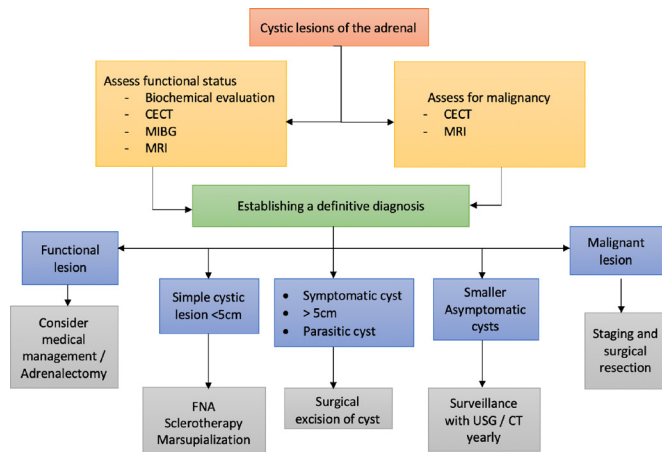 Cystic lesions of the adrenal
Assess functional status
- Biochemical evaluation
- CECT
- MIBG
- MRI
Assess for malignancy
- CECT
- MRI
Establishing a definitive diagnosis
Functional
lesion
Simple cystic
lesion <5cm
• Symptomatic cyst
• > 5cm
• Parasitic cyst
Smaller
Asymptomatic
cysts
Malignant
lesion
Consider
medical
management /
Adrenalectomy
FNA
Sclerotherapy
Marsupialization
Surgical
excision of cyst
Surveillance
with USG / CT
yearly
Staging and
surgical
resection